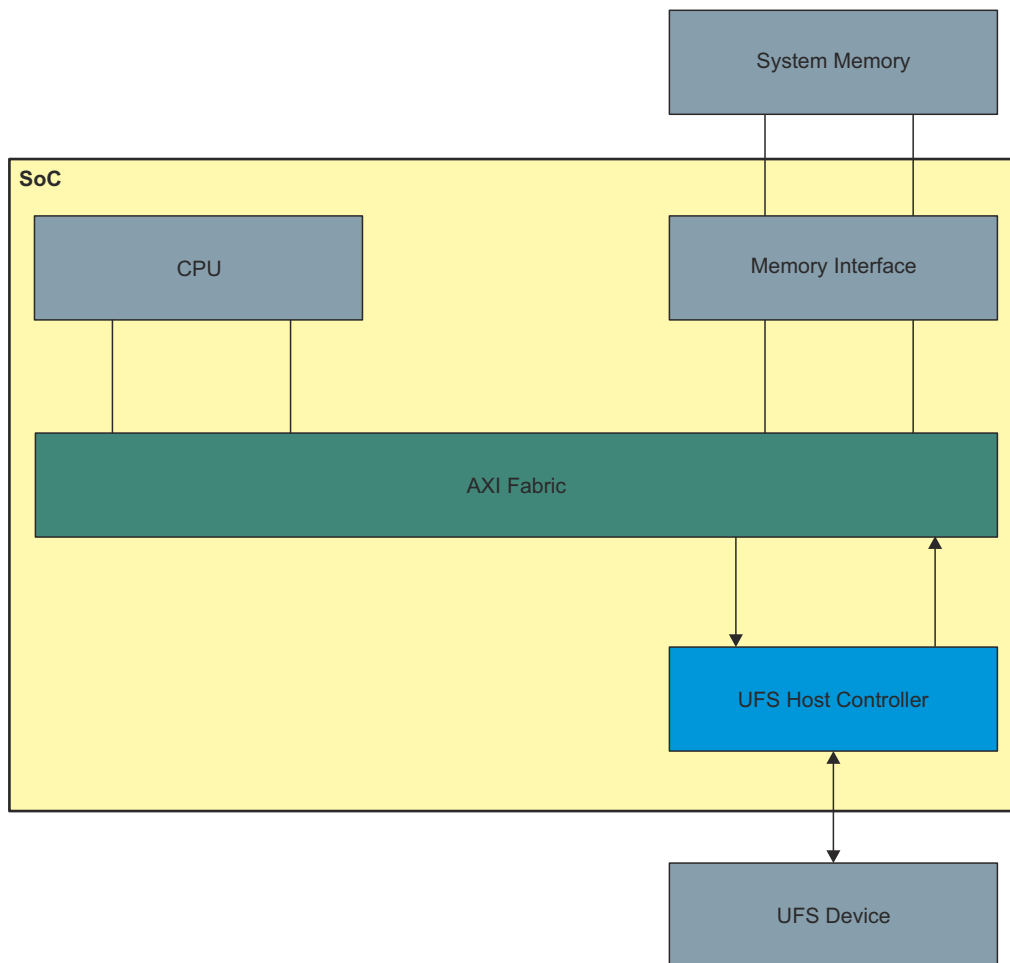 System Memory
SoC
CPU
Memory Interface
AXI Fabric
UFS Host Controller
UFS Device